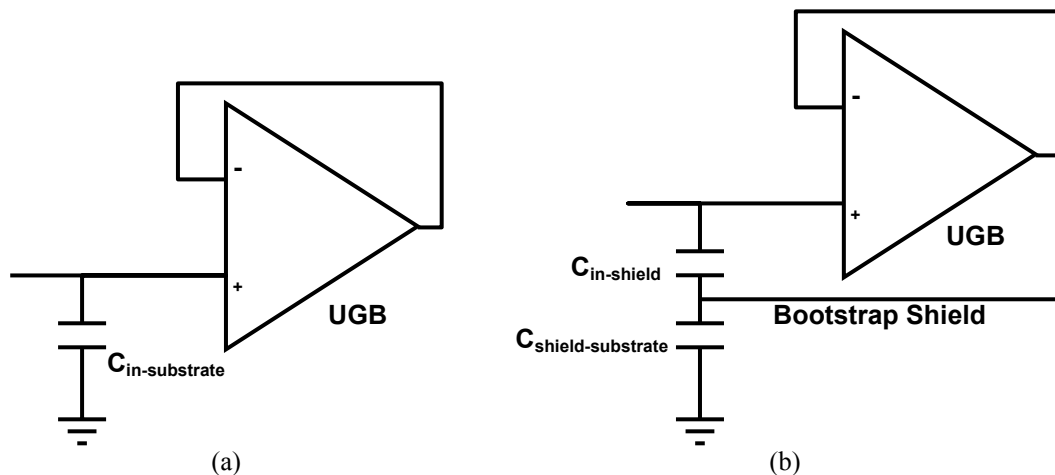 -
+
UGB
C_in-substrate
(a)
-
+
UGB
C_in-shield
Bootstrap Shield
C_shield-substrate
(b)